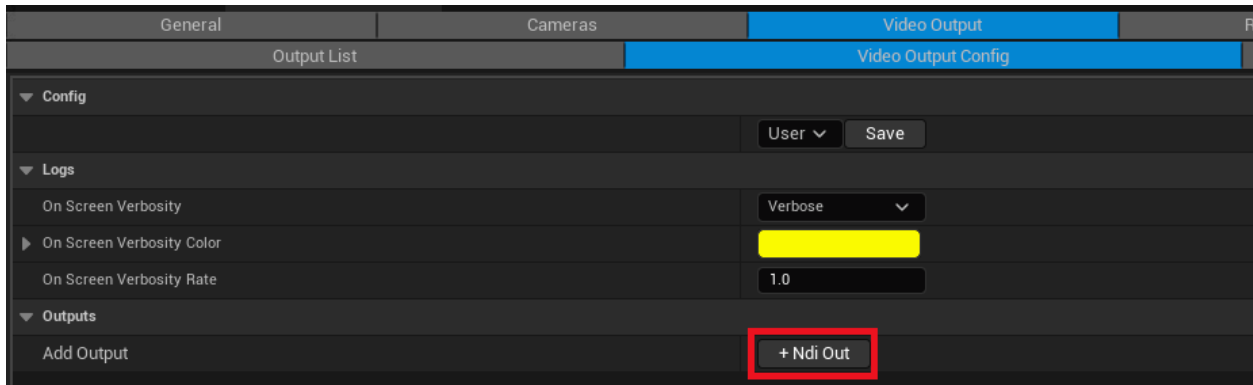 General Cameras Video Output
Output List Video Output Config
Config
User Save
Logs
On Screen Verbosity Verbose
On Screen Verbosity Color
On Screen Verbosity Rate 1.0
Outputs
Add Output + Ndi Out